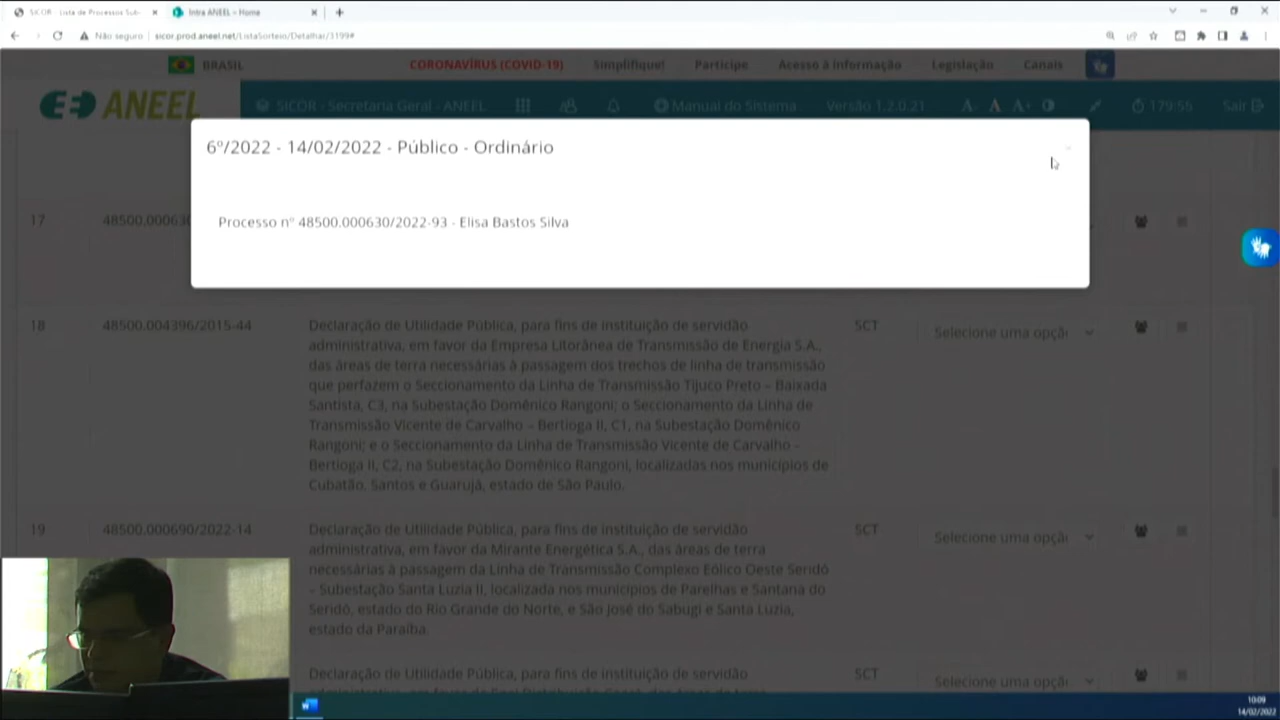 SICOR - Lista de Processos Sub
Intra ANEEL - Home
Não seguro
sicor.prod.aneel.net/ListaSorteio/Detalhar/3199#
BRASIL
CORONAVÍRUS (COVID-19)
Simplifique!
Participe
Acesso à informação
Legislação
Canais
ANEEL
SICOR - Secretaria Geral - ANEEL
Manual do Sistema
Versão 1.2.0.21
A-
A
A+
179:56
Sair
6º/2022 - 14/02/2022 - Público - Ordinário
Processo nº 48500.000630/2022-93 - Elisa Bastos Silva
17
48500.000630
18
48500.004396/2015-44
Declaração de Utilidade Pública, para fins de instituição de servidão
administrativa, em favor da Empresa Litorânea de Transmissão de Energia S.A.,
das áreas de terra necessárias à passagem dos trechos de linha de transmissão
que perfazem o Seccionamento da Linha de Transmissão Tijuco Preto – Baixada
Santista, C3, na Subestação Domênico Rangoni; o Seccionamento da Linha de
Transmissão Vicente de Carvalho – Bertioga II, C1, na Subestação Domênico
Rangoni; e o Seccionamento da Linha de Transmissão Vicente de Carvalho -
Bertioga II, C2, na Subestação Domênico Rangoni, localizadas nos municípios de
Cubatão, Santos e Guarujá, estado de São Paulo.
SCT
Selecione uma opçã
19
48500.000690/2022-14
Declaração de Utilidade Pública, para fins de instituição de servidão
administrativa, em favor da Mirante Energética S.A., das áreas de terra
necessárias à passagem da Linha de Transmissão Complexo Eólico Oeste Seridó
– Subestação Santa Luzia II, localizada nos municípios de Parelhas e Santana do
Seridó, estado do Rio Grande do Norte, e São José do Sabugi e Santa Luzia,
estado da Paraíba.
SCT
Selecione uma opçã
Declaração de Utilidade Pública, para fins de instituição de servidão
SCT
Selecione uma opçã
10:09
14/02/2022